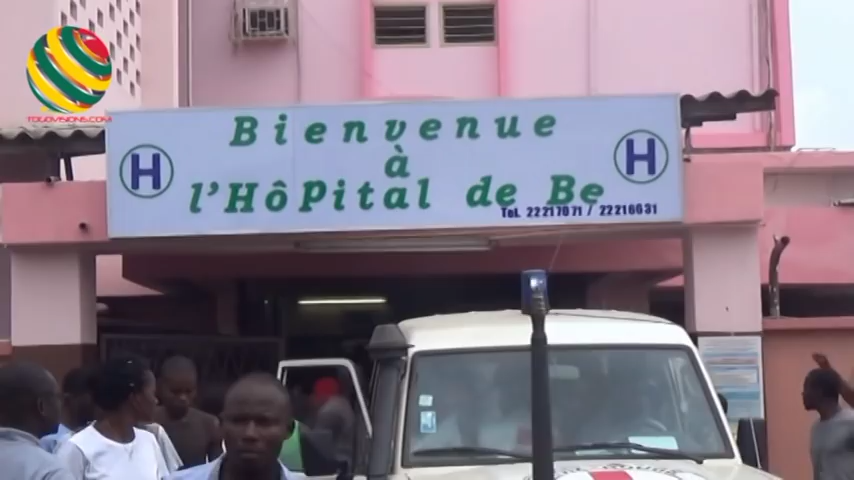 TOGOVISIONS.COM
Bienvenue
à
l'Hôpital de Be
Tel. 22217071 / 22216631
H
H